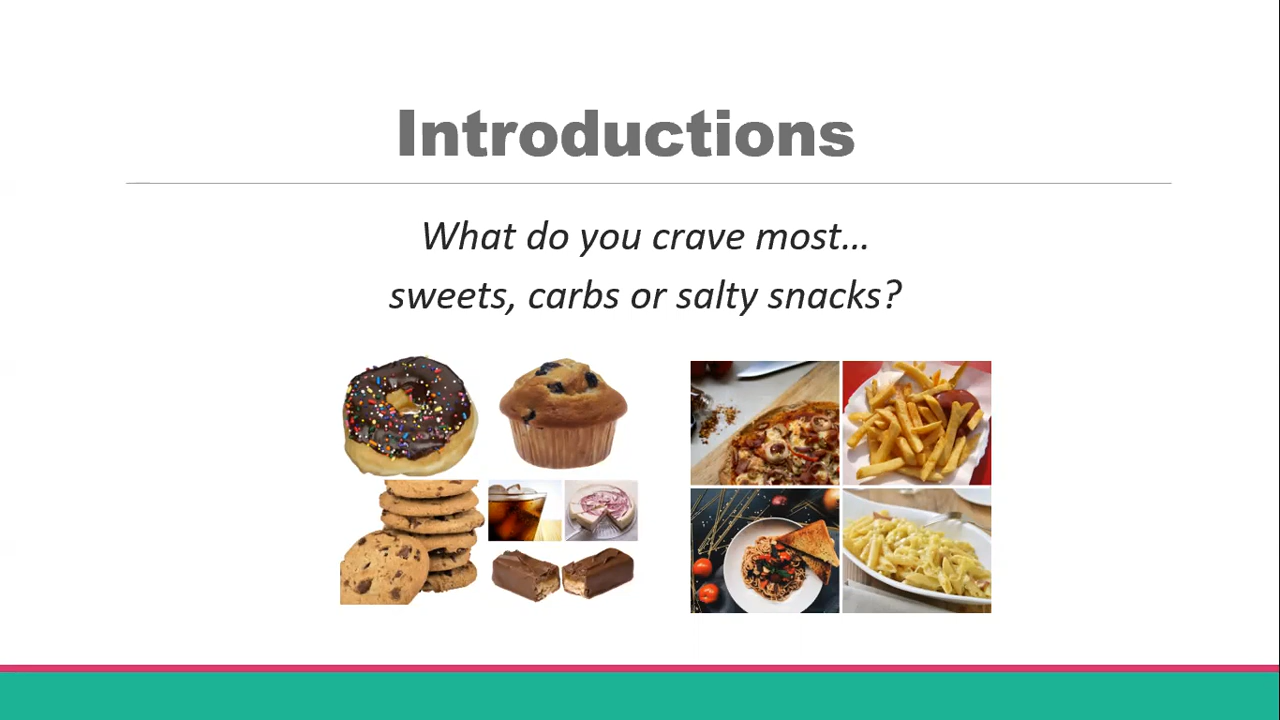 Introductions
What do you crave most...
sweets, carbs or salty snacks?